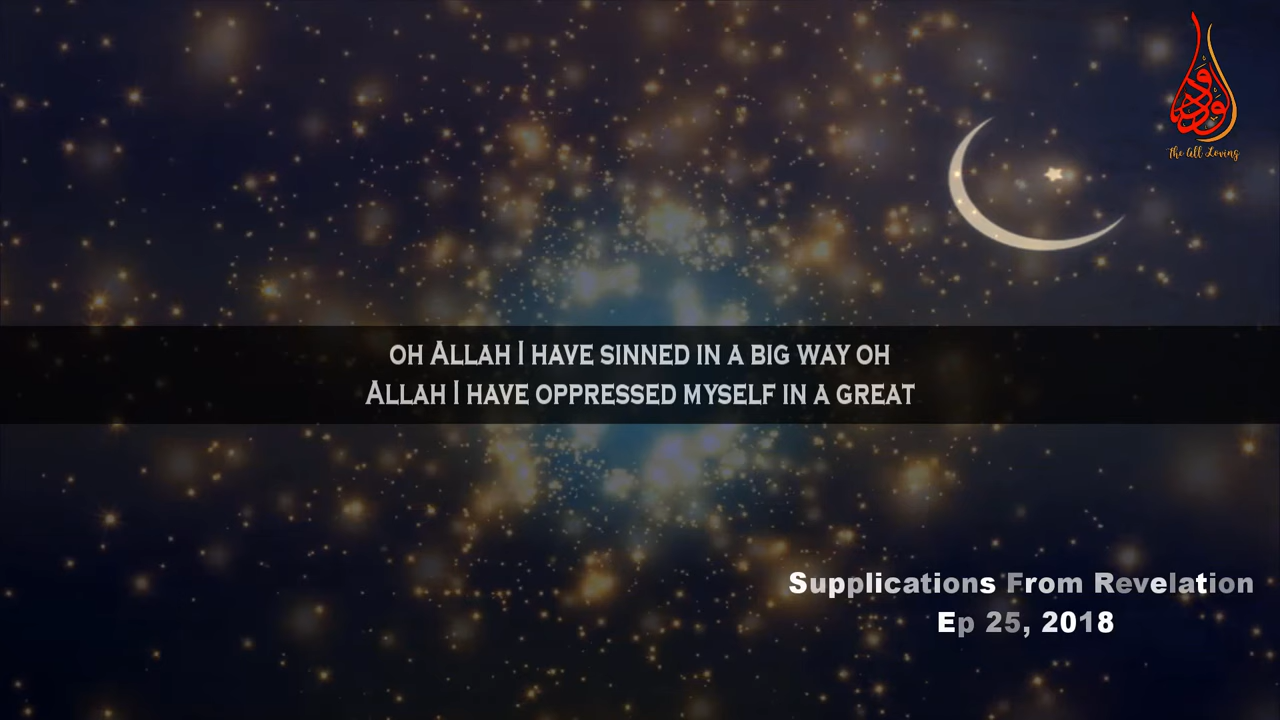 الودود
The All Loving
OH ALLAH I HAVE SINNED IN A BIG WAY OH
ALLAH I HAVE OPPRESSED MYSELF IN A GREAT
Supplications From Revelation
Ep 25, 2018